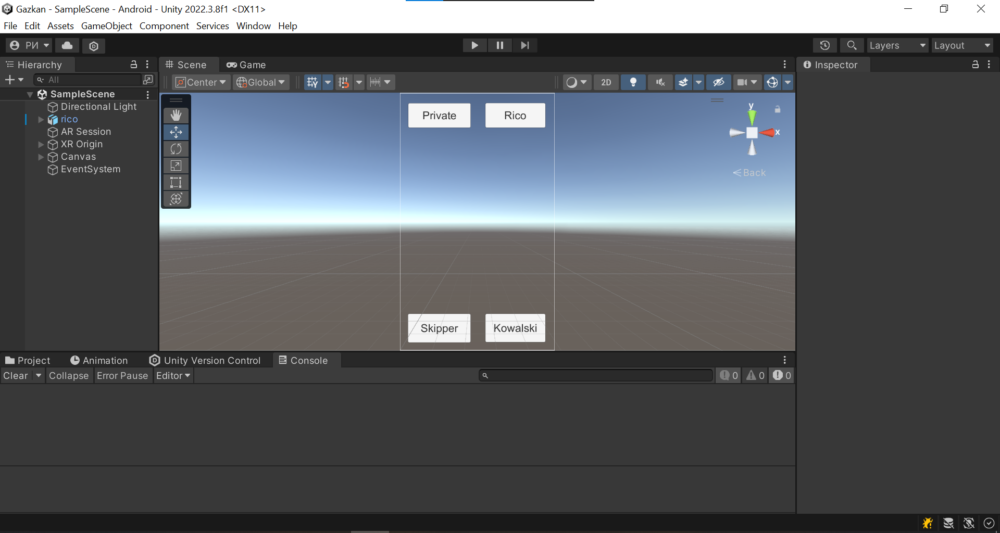 Gazkan - SampleScene - Android - Unity 2022.3.8f1 <DX11>
File Edit Assets GameObject Component Services Window Help
РИ Layers Layout
Hierarchy
All
SampleScene
Directional Light
rico
AR Session
XR Origin
Canvas
EventSystem
Scene Game
Center Global 2D
Private Rico
y
x
Back
Skipper Kowalski
Inspector
Project Animation Unity Version Control Console
Clear Collapse Error Pause Editor 0 0 0